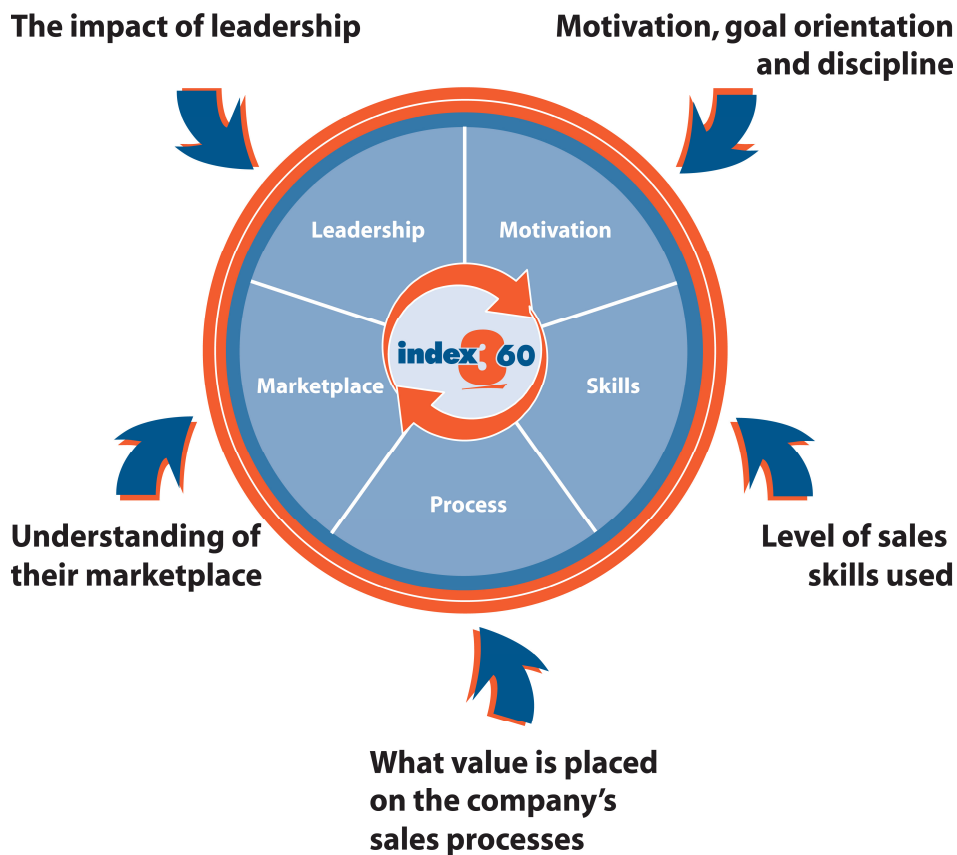 The impact of leadership
Motivation, goal orientation
and discipline
Leadership
Motivation
index360
Marketplace
Skills
Process
Understanding of
their marketplace
Level of sales
skills used
What value is placed
on the company's
sales processes